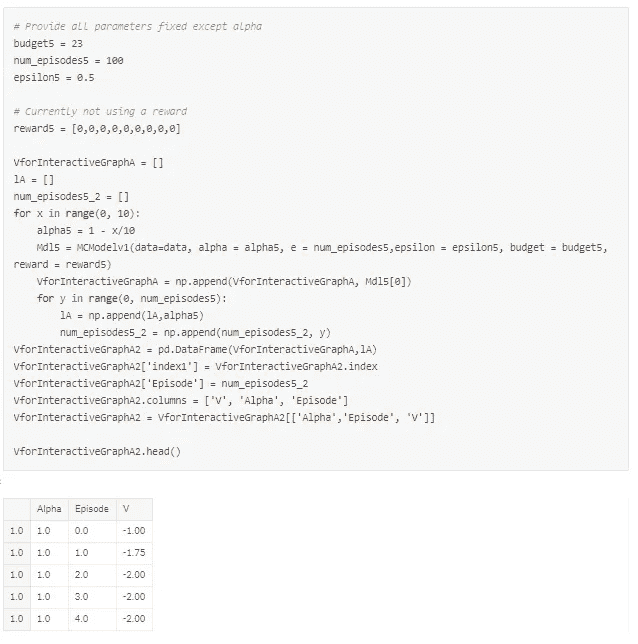 # Provide all parameters fixed except alpha
budget5 = 23
num_episodes5 = 100
epsilon5 = 0.5
# Currently not using a reward
reward5 = [0,0,0,0,0,0,0,0,0]
VforInteractiveGraphA = []
lA = []
num_episodes5_2 = []
for x in range(0, 10):
    alpha5 = 1 - x/10
    Mdl5 = MCModelv1(data=data, alpha = alpha5, e = num_episodes5,epsilon = epsilon5, budget = budget5,
reward = reward5)
    VforInteractiveGraphA = np.append(VforInteractiveGraphA, Mdl5[0])
    for y in range(0, num_episodes5):
        lA = np.append(lA,alpha5)
        num_episodes5_2 = np.append(num_episodes5_2, y)
VforInteractiveGraphA2 = pd.DataFrame(VforInteractiveGraphA,lA)
VforInteractiveGraphA2['index1'] = VforInteractiveGraphA2.index
VforInteractiveGraphA2['Episode'] = num_episodes5_2
VforInteractiveGraphA2.columns = ['V', 'Alpha', 'Episode']
VforInteractiveGraphA2 = VforInteractiveGraphA2[['Alpha','Episode', 'V']]
VforInteractiveGraphA2.head()
Alpha Episode V
1.0 1.0 0.0 -1.00
1.0 1.0 1.0 -1.75
1.0 1.0 2.0 -2.00
1.0 1.0 3.0 -2.00
1.0 1.0 4.0 -2.00